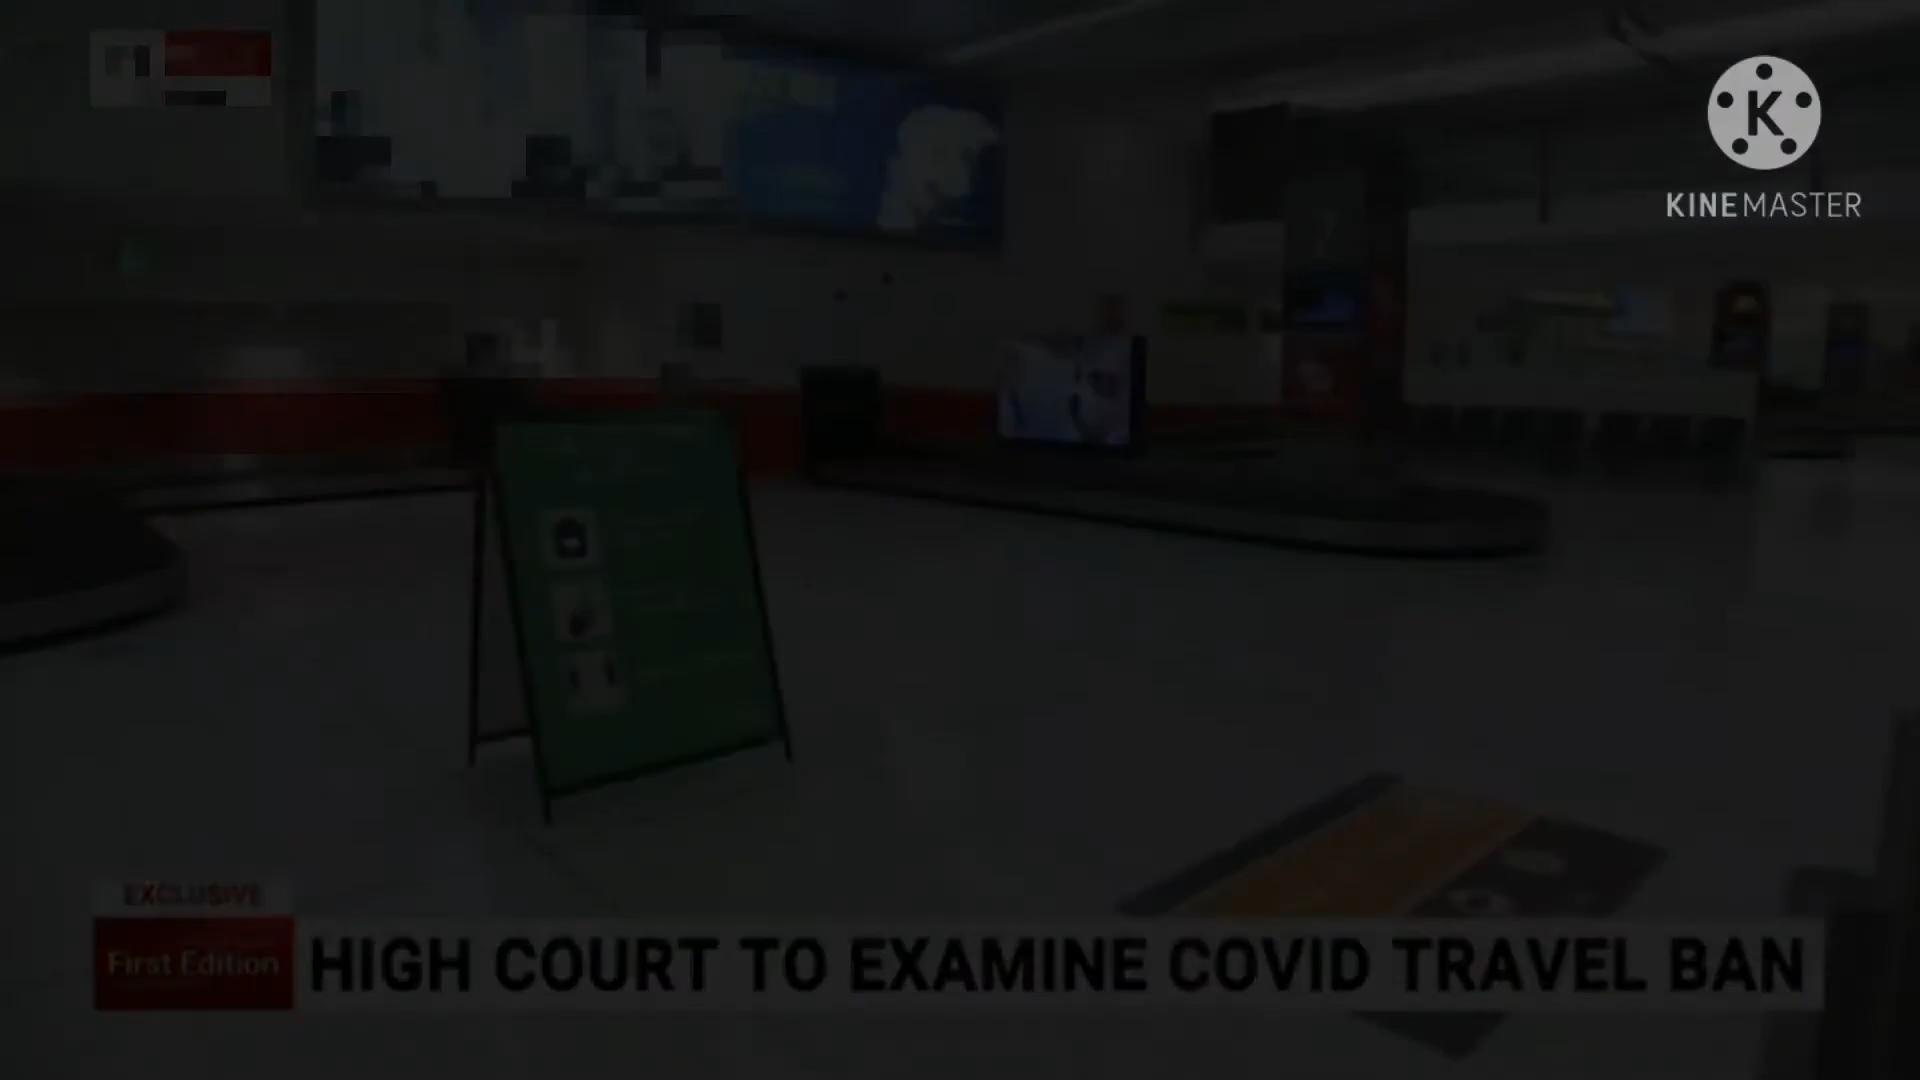 KINEMASTER
EXCLUSIVE
First Edition
HIGH COURT TO EXAMINE COVID TRAVEL BAN